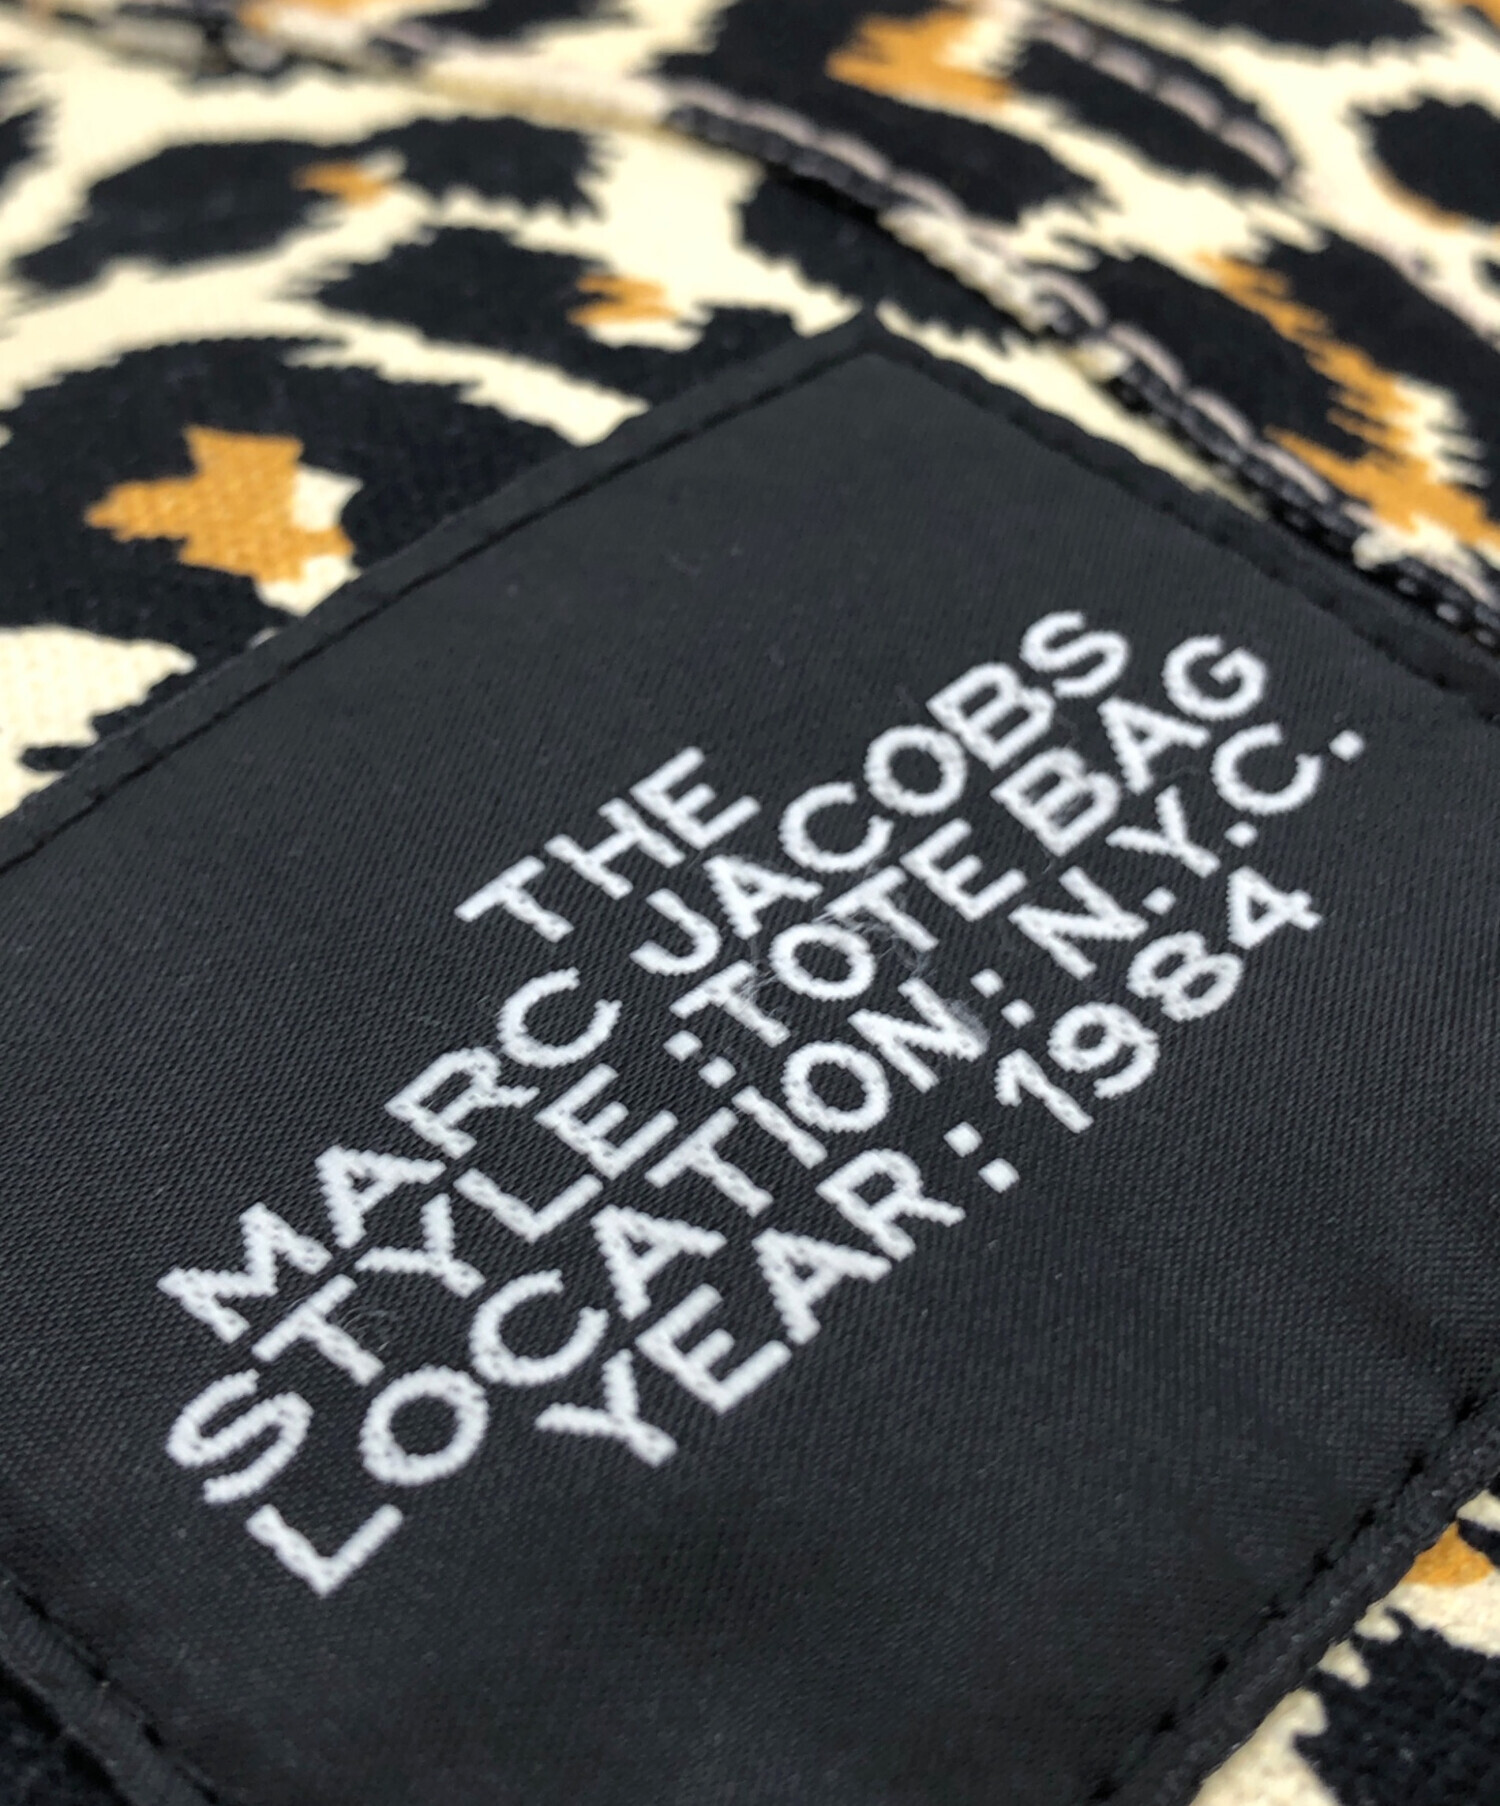 THE
MARC JACOBS
STYLE:TOTE BAG
LOCATION: N.Y.C.
YEAR: 1984